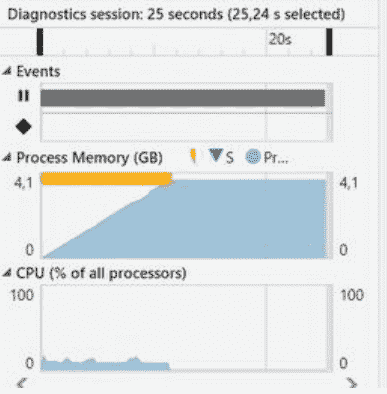 Diagnostics session: 25 seconds (25,24 s selected)
20s
Events
Process Memory (GB) S Pr...
4,1 4,1
0 0
CPU (% of all processors)
100 100
0 0